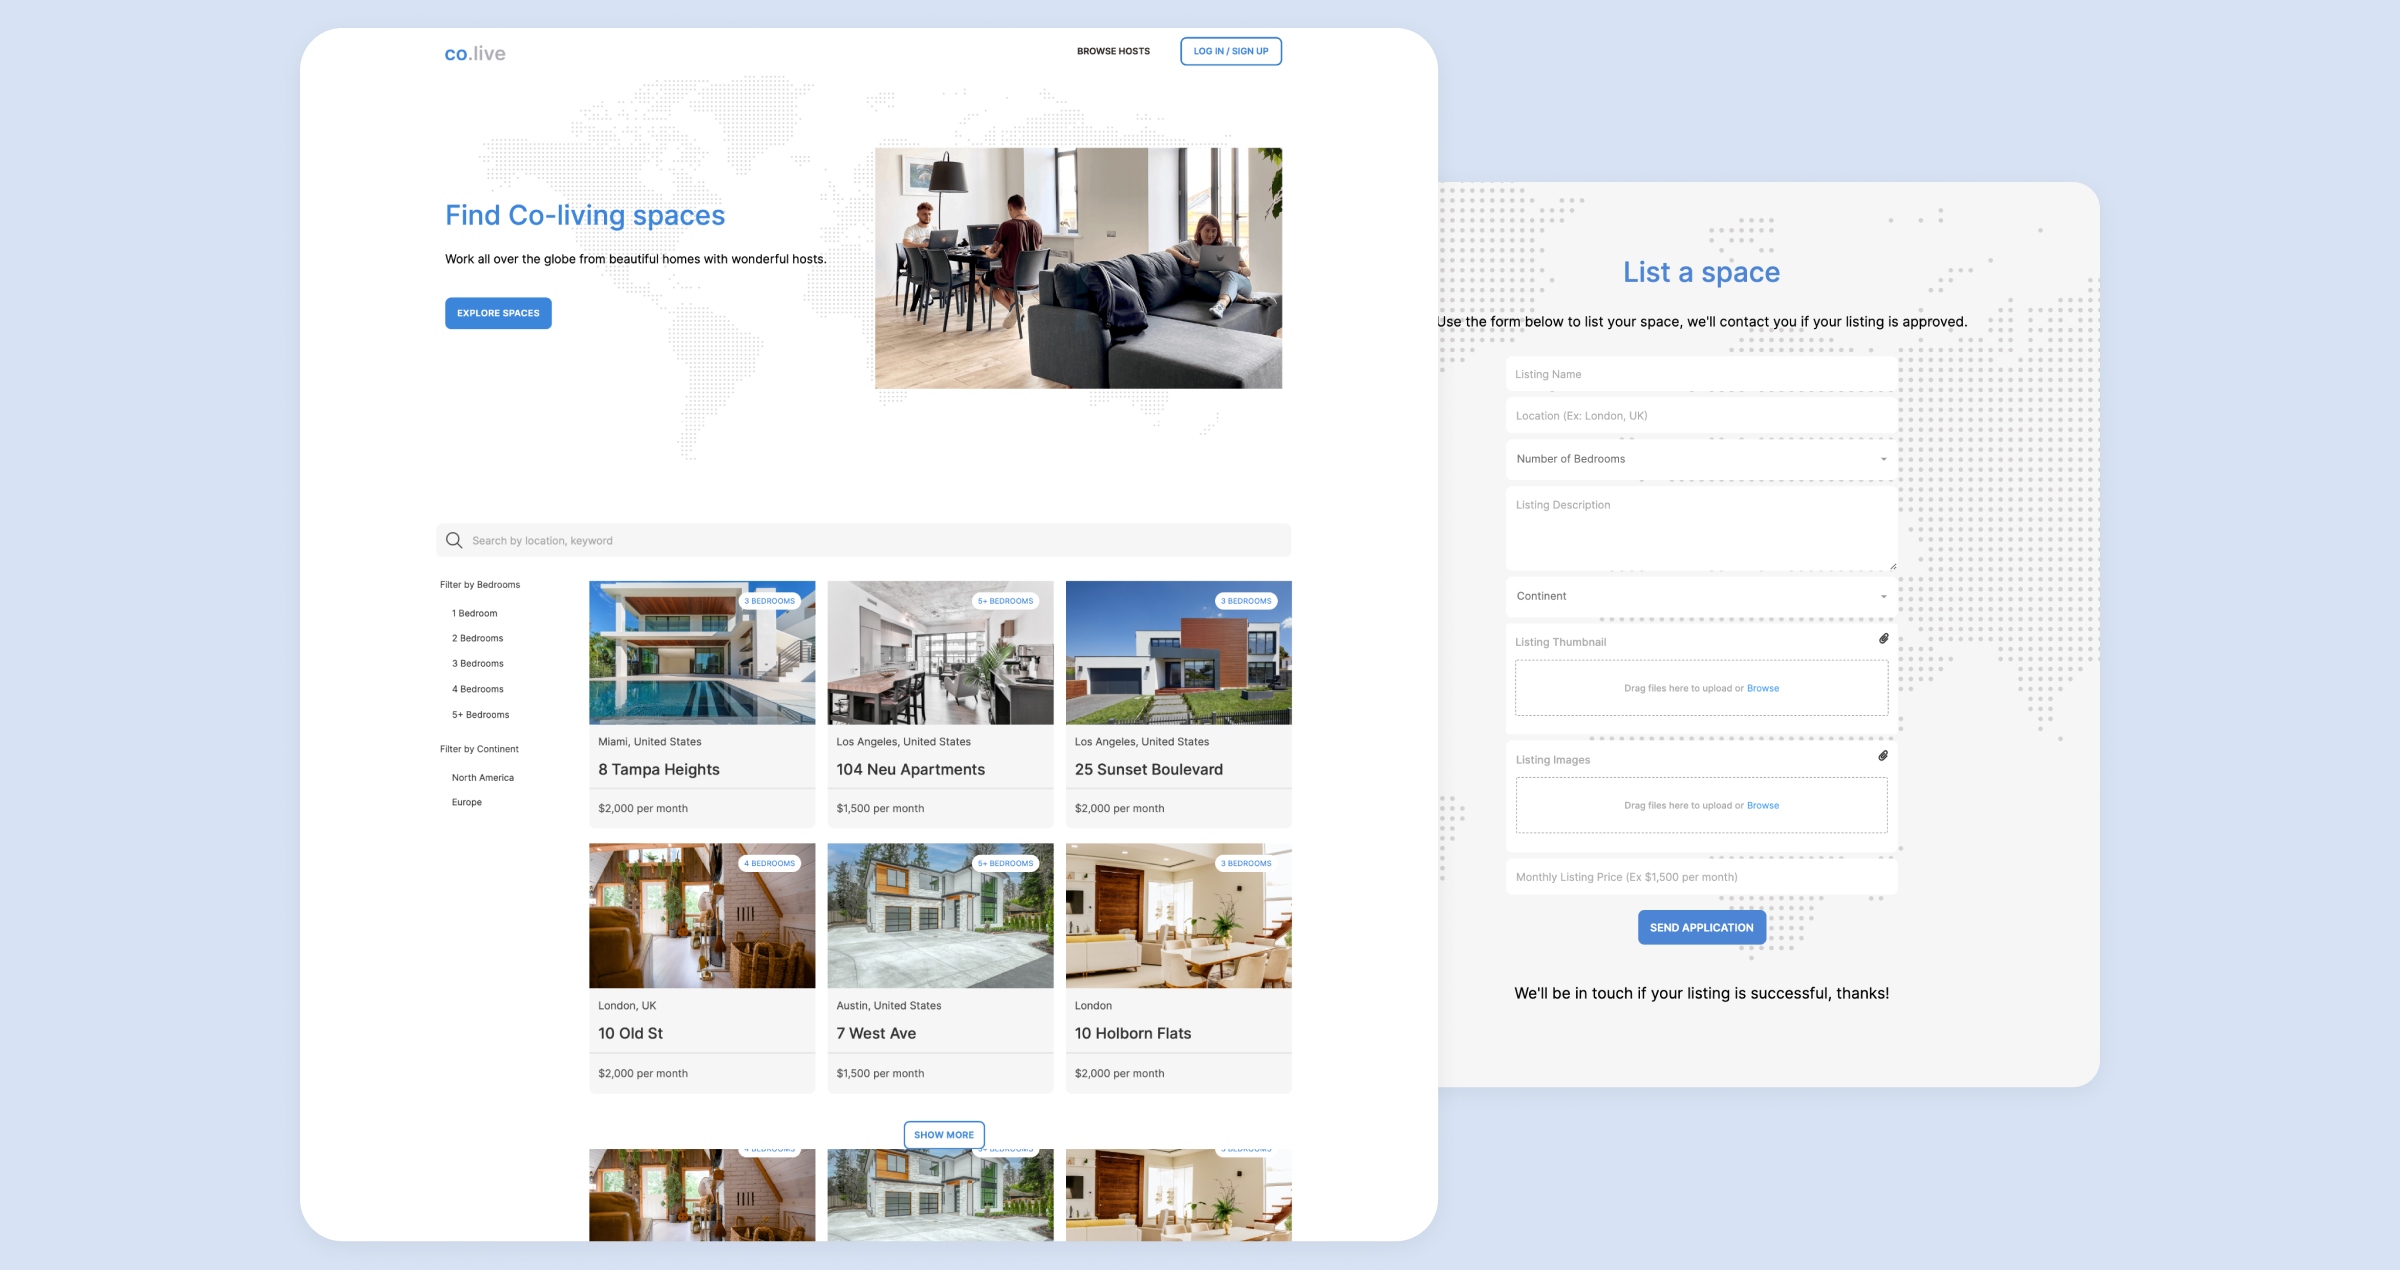 co.live
BROWSE HOSTS
LOG IN / SIGN UP
Find Co-living spaces
Work all over the globe from beautiful homes with wonderful hosts.
EXPLORE SPACES
Search by location, keyword
Filter by Bedrooms
1 Bedroom
2 Bedrooms
3 Bedrooms
4 Bedrooms
5+ Bedrooms
Filter by Continent
North America
Europe
3 BEDROOMS
Miami, United States
8 Tampa Heights
$2,000 per month
5+ BEDROOMS
Los Angeles, United States
104 Neu Apartments
$1,500 per month
3 BEDROOMS
Los Angeles, United States
25 Sunset Boulevard
$2,000 per month
4 BEDROOMS
London, UK
10 Old St
$2,000 per month
5+ BEDROOMS
Austin, United States
7 West Ave
$1,500 per month
3 BEDROOMS
London
10 Holborn Flats
$2,000 per month
SHOW MORE
4 BEDROOMS
5+ BEDROOMS
3 BEDROOMS
List a space
Use the form below to list your space, we'll contact you if your listing is approved.
Listing Name
Location (Ex: London, UK)
Number of Bedrooms
Listing Description
Continent
Listing Thumbnail
Drag files here to upload or Browse
Listing Images
Drag files here to upload or Browse
Monthly Listing Price (Ex $1,500 per month)
SEND APPLICATION
We'll be in touch if your listing is successful, thanks!